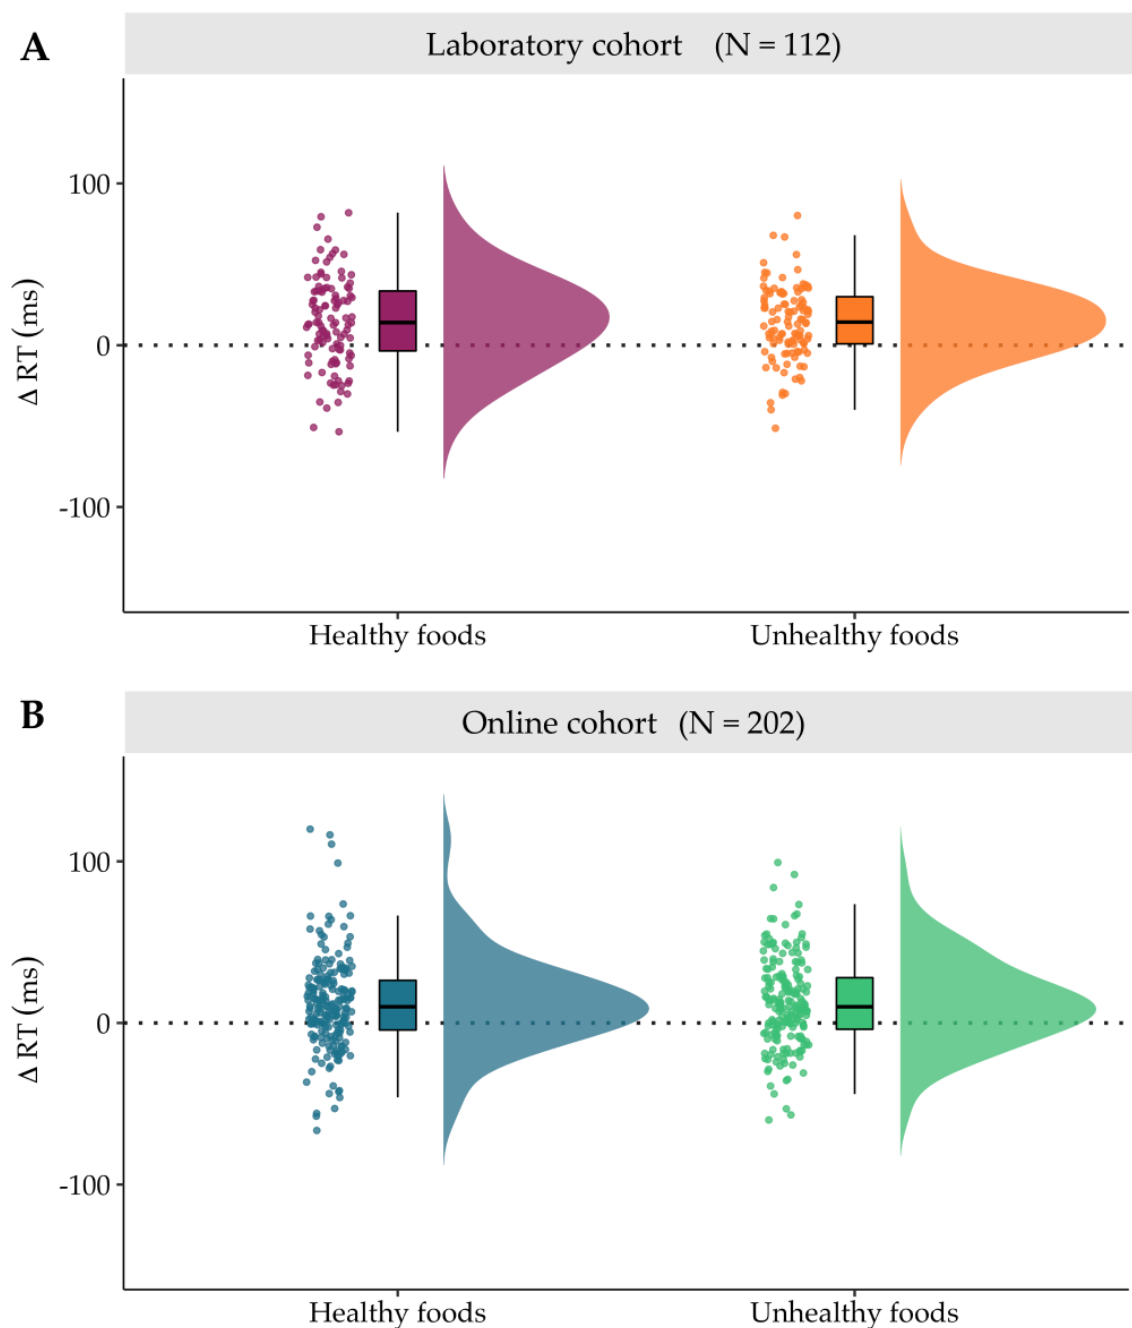 A
Laboratory cohort (N = 112)
100
0
-100
Δ RT (ms)
Healthy foods
Unhealthy foods
B
Online cohort (N = 202)
100
0
-100
Δ RT (ms)
Healthy foods
Unhealthy foods